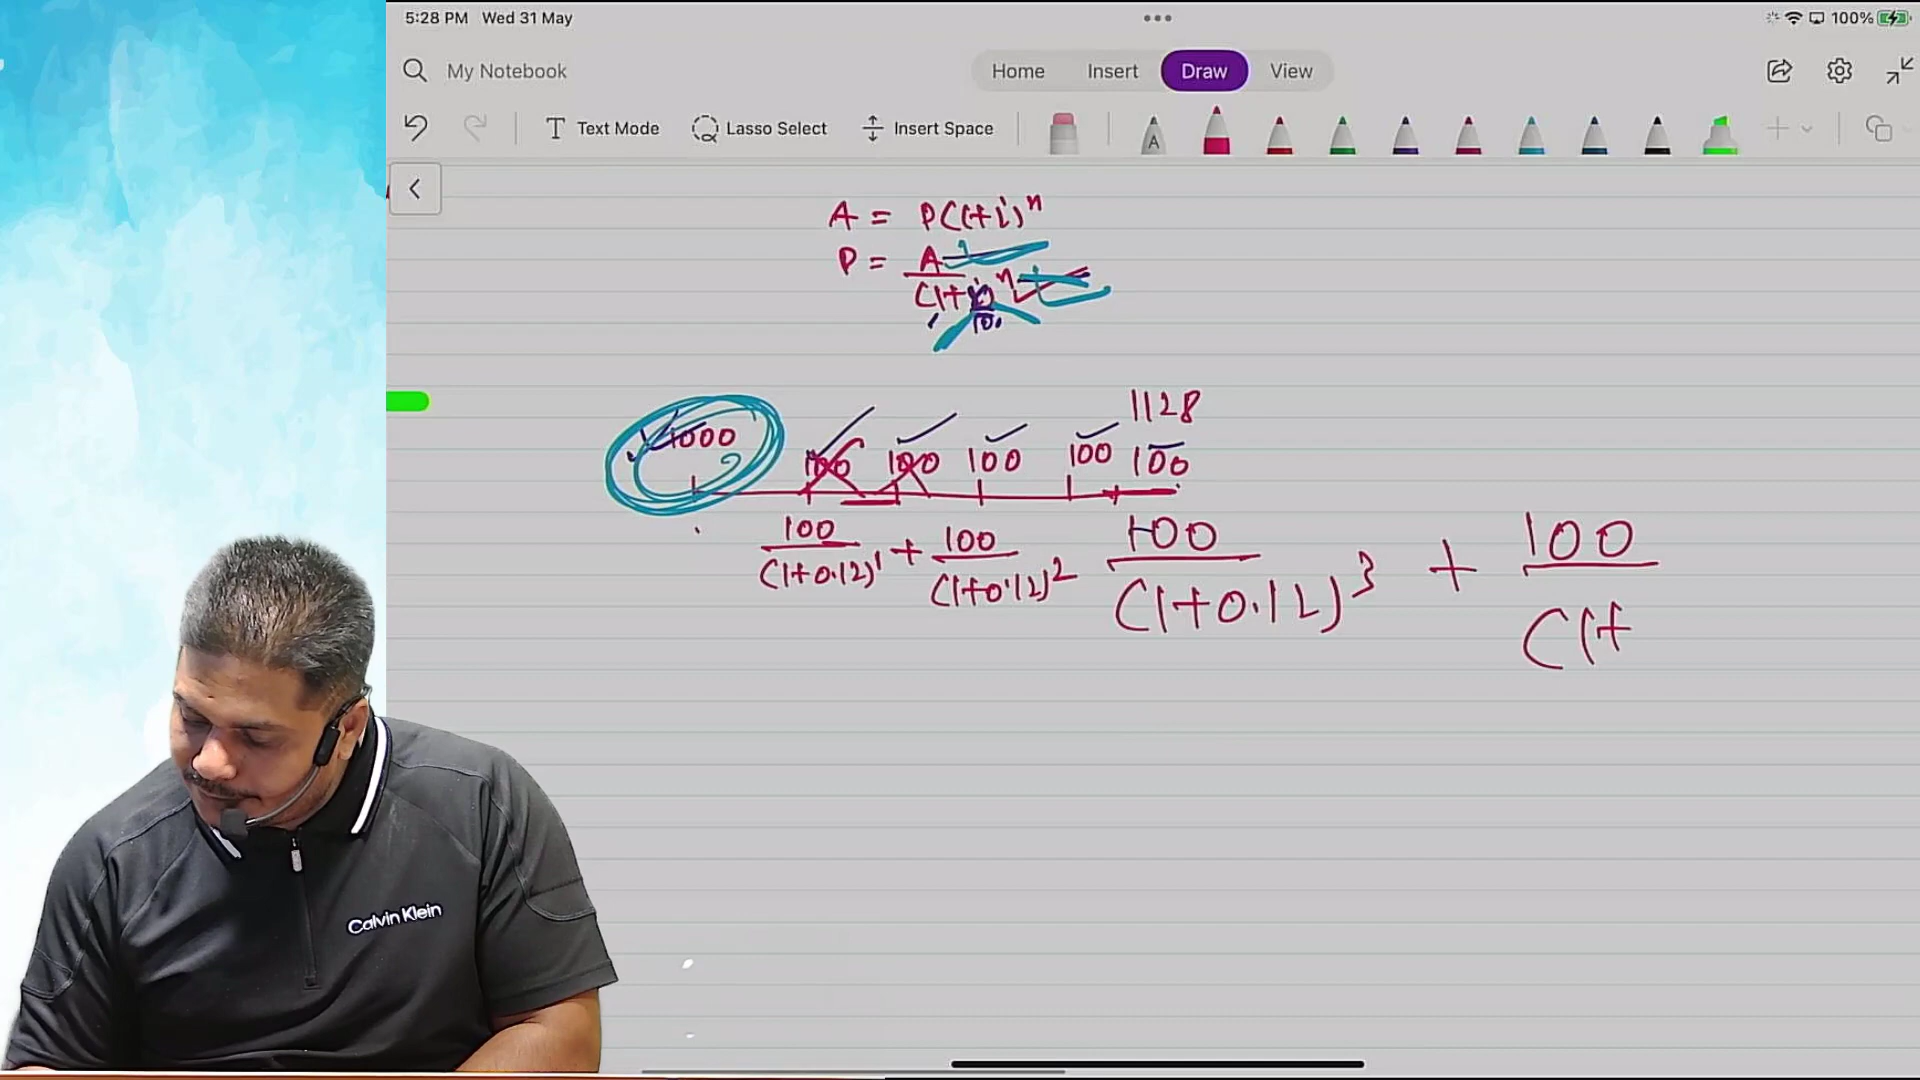 5:28 PM Wed 31 May
100%
My Notebook
Home Insert Draw View
Text Mode Lasso Select Insert Space
A
A = P(1+i)ⁿ
P = A
(1+ ⁿ
10.
1128
1000 100 100 100 100 100
100 + 100 100 + 100
(1+0.12)¹ (1+0.12)² (1+0.12)³ (1+
Calvin Klein